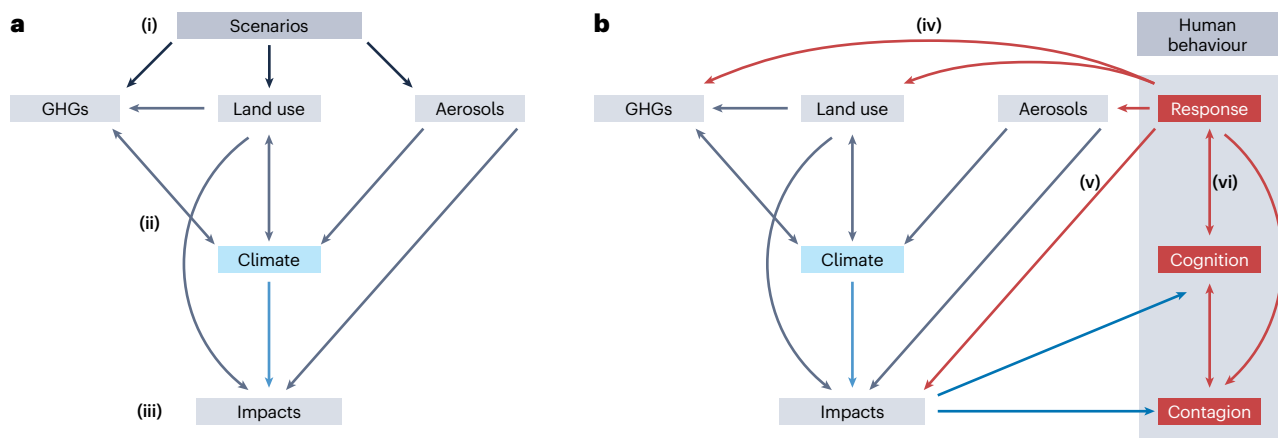 a
(i)
Scenarios
GHGs
Land use
Aerosols
(ii)
Climate
(iii)
Impacts
b
(iv)
Human
behaviour
GHGs
Land use
Aerosols
Response
(v)
(vi)
Climate
Cognition
Impacts
Contagion